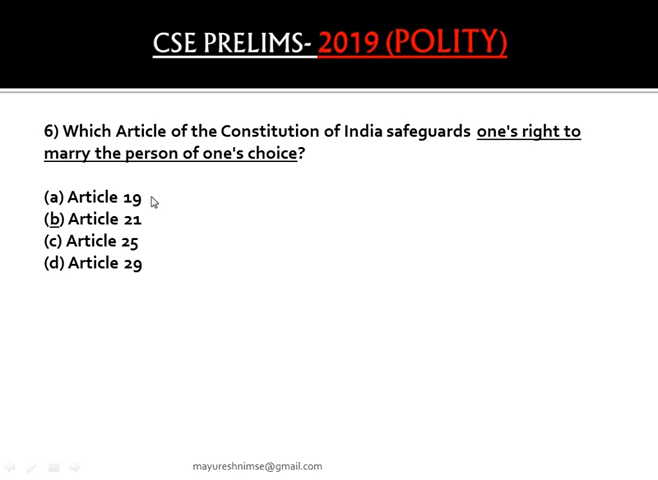 CSE PRELIMS- 2019 (POLITY)
6) Which Article of the Constitution of India safeguards one's right to
marry the person of one's choice?
(a) Article 19
(b) Article 21
(c) Article 25
(d) Article 29
mayureshnimse@gmail.com